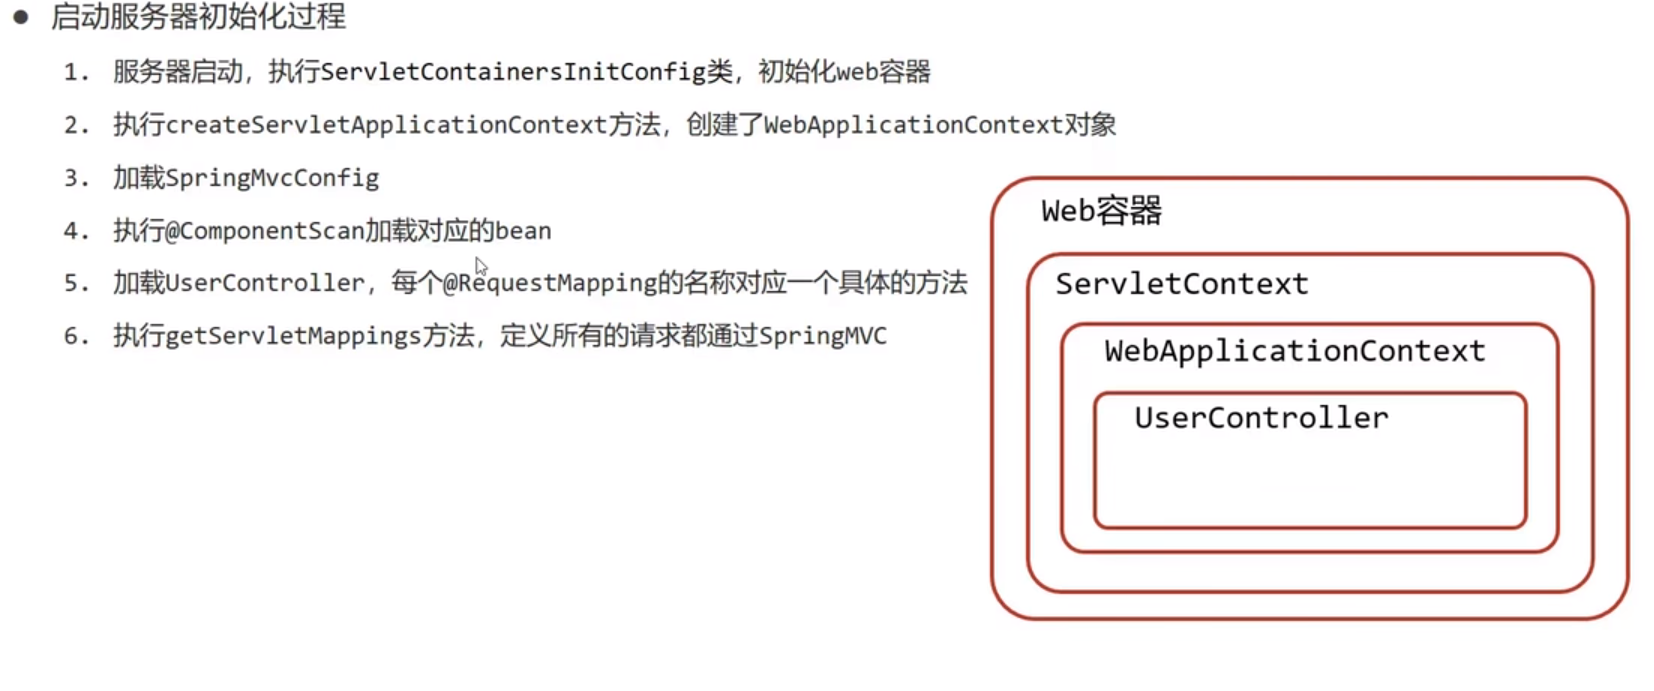 ● 启动服务器初始化过程
1. 服务器启动，执行ServletContainersInitConfig类，初始化web容器
2. 执行createServletApplicationContext方法，创建了WebApplicationContext对象
3. 加载SpringMvcConfig
4. 执行@ComponentScan加载对应的bean
5. 加载UserController，每个@RequestMapping的名称对应一个具体的方法
6. 执行getServletMappings方法，定义所有的请求都通过SpringMVC
Web容器
ServletContext
WebApplicationContext
UserController